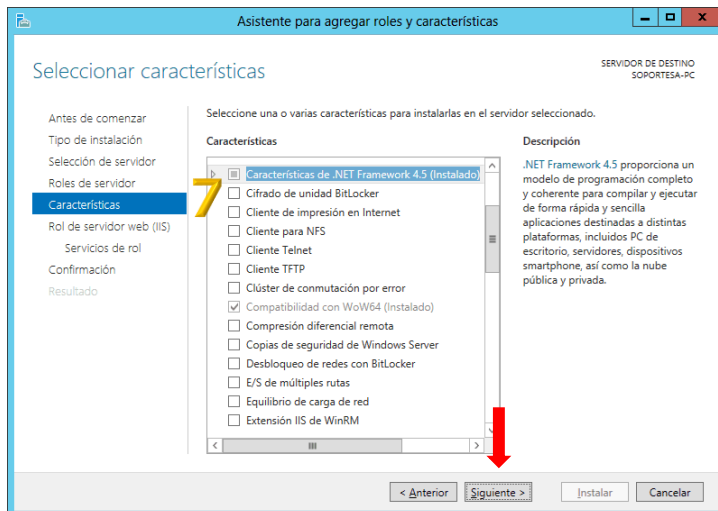 Asistente para agregar roles y características
Seleccionar características
SERVIDOR DE DESTINO
SOPORTESA-PC
Antes de comenzar
Tipo de instalación
Selección de servidor
Roles de servidor
Características
Rol de servidor web (IIS)
Servicios de rol
Confirmación
Resultado
Seleccione una o varias características para instalarlas en el servidor seleccionado.
Características
7
Características de .NET Framework 4.5 (Instalado)
Cifrado de unidad BitLocker
Cliente de impresión en Internet
Cliente para NFS
Cliente Telnet
Cliente TFTP
Clúster de conmutación por error
Compatibilidad con WoW64 (Instalado)
Compresión diferencial remota
Copias de seguridad de Windows Server
Desbloqueo de redes con BitLocker
E/S de múltiples rutas
Equilibrio de carga de red
Extensión IIS de WinRM
Descripción
.NET Framework 4.5 proporciona un
modelo de programación completo
y coherente para compilar y ejecutar
de forma rápida y sencilla
aplicaciones destinadas a distintas
plataformas, incluidos PC de
escritorio, servidores, dispositivos
smartphone, así como la nube
pública y privada.
< Anterior
Siguiente >
Instalar
Cancelar